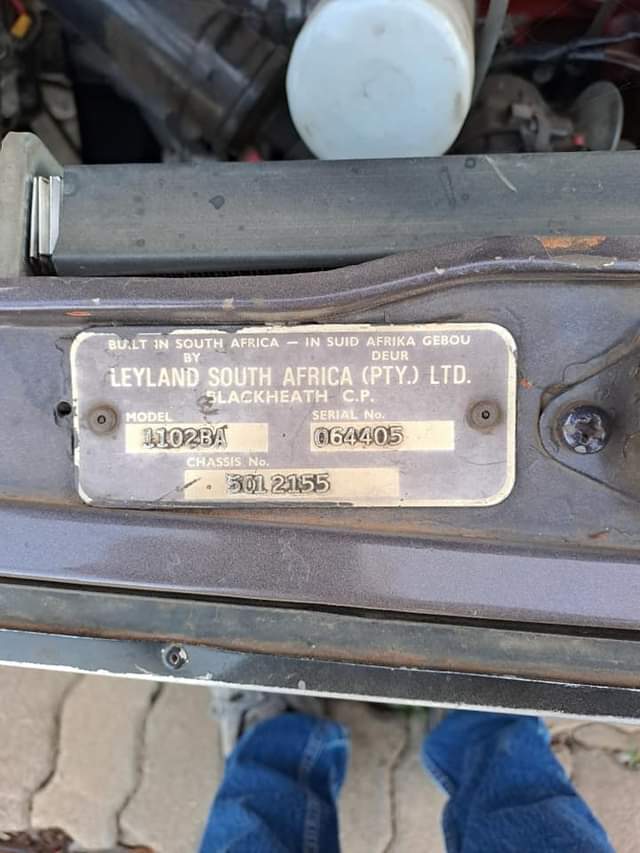 BUILT IN SOUTH AFRICA — IN SUID AFRIKA GEBOU
BY DEUR
LEYLAND SOUTH AFRICA (PTY.) LTD.
BLACKHEATH C.P.
MODEL SERIAL No.
1102BA 064405
CHASSIS No.
5012155